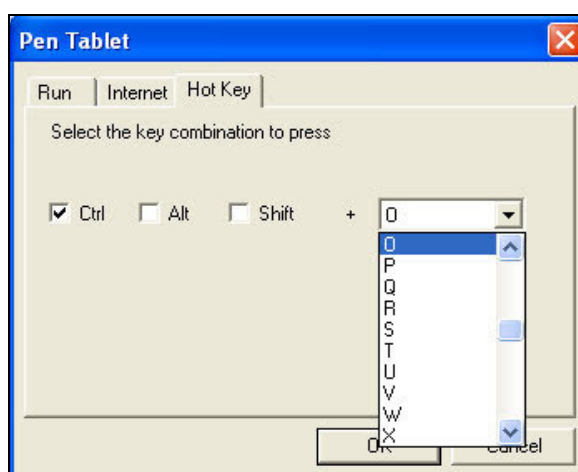 Pen Tablet
Run Internet Hot Key
Select the key combination to press
Ctrl Alt Shift + O
O
P
Q
R
S
T
U
V
W
X
OK Cancel